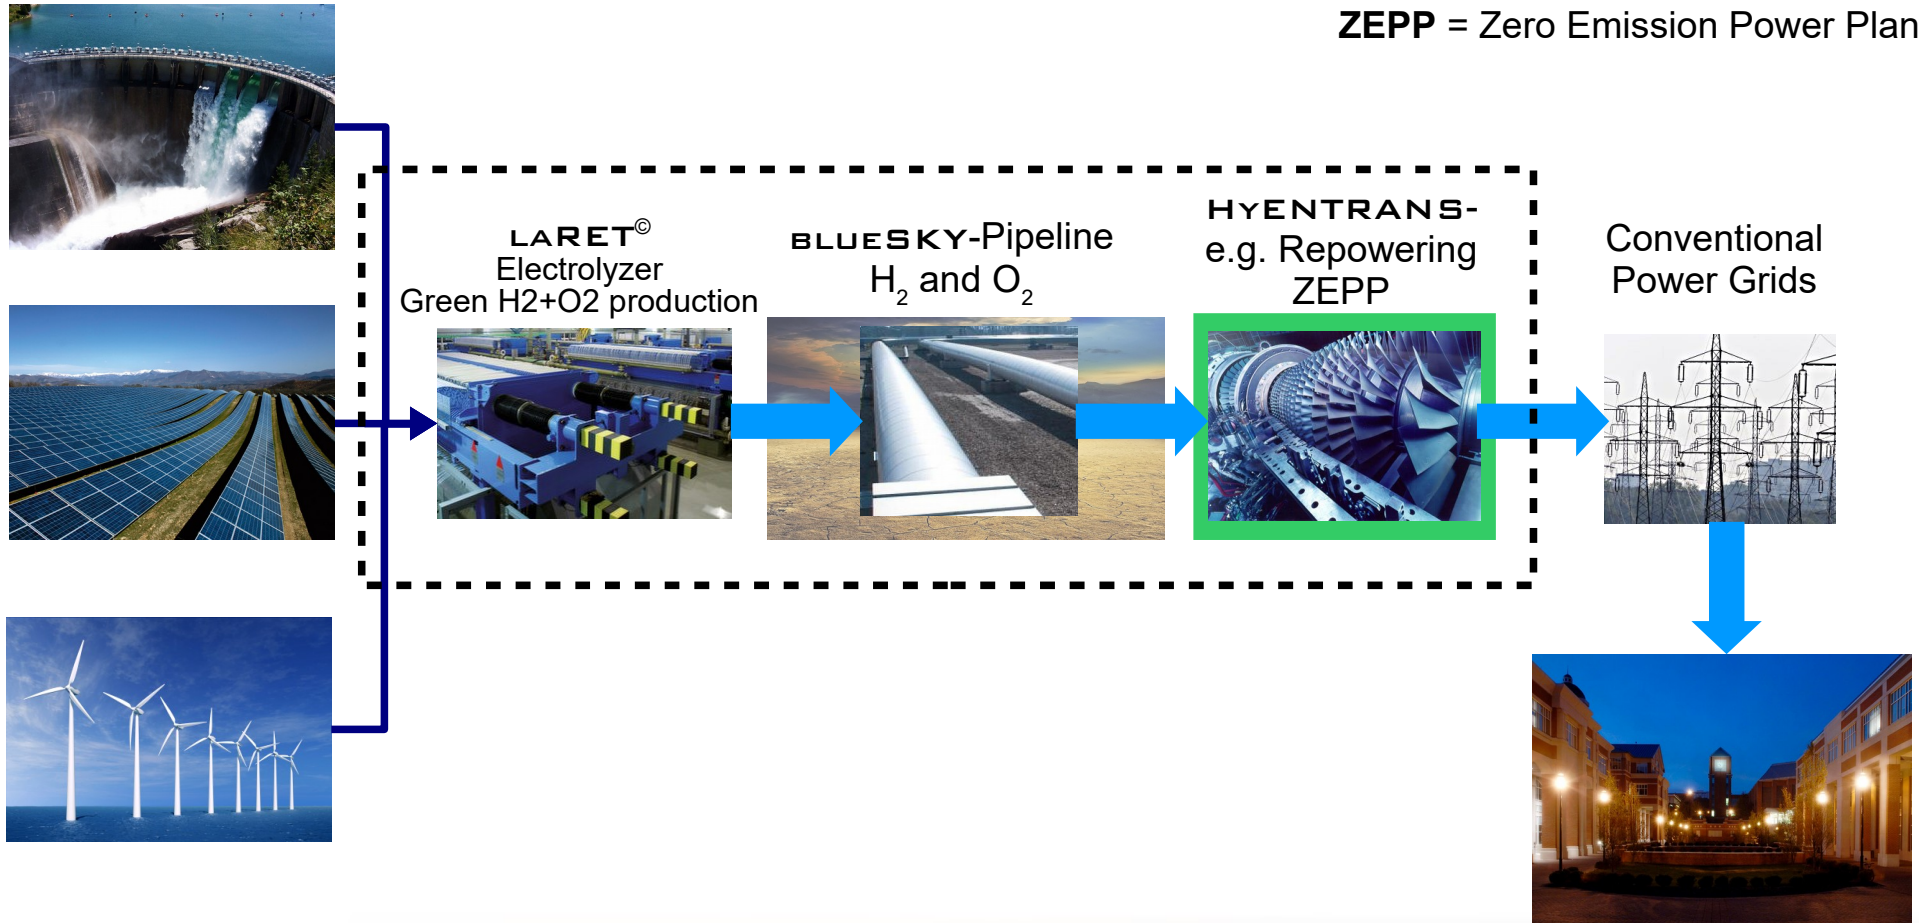 ZEPP = Zero Emission Power Plan
LARET©
Electrolyzer
Green H2+O2 production
BLUESKY-Pipeline
H₂ and O₂
HYENTRANS-
e.g. Repowering
ZEPP
Conventional
Power Grids